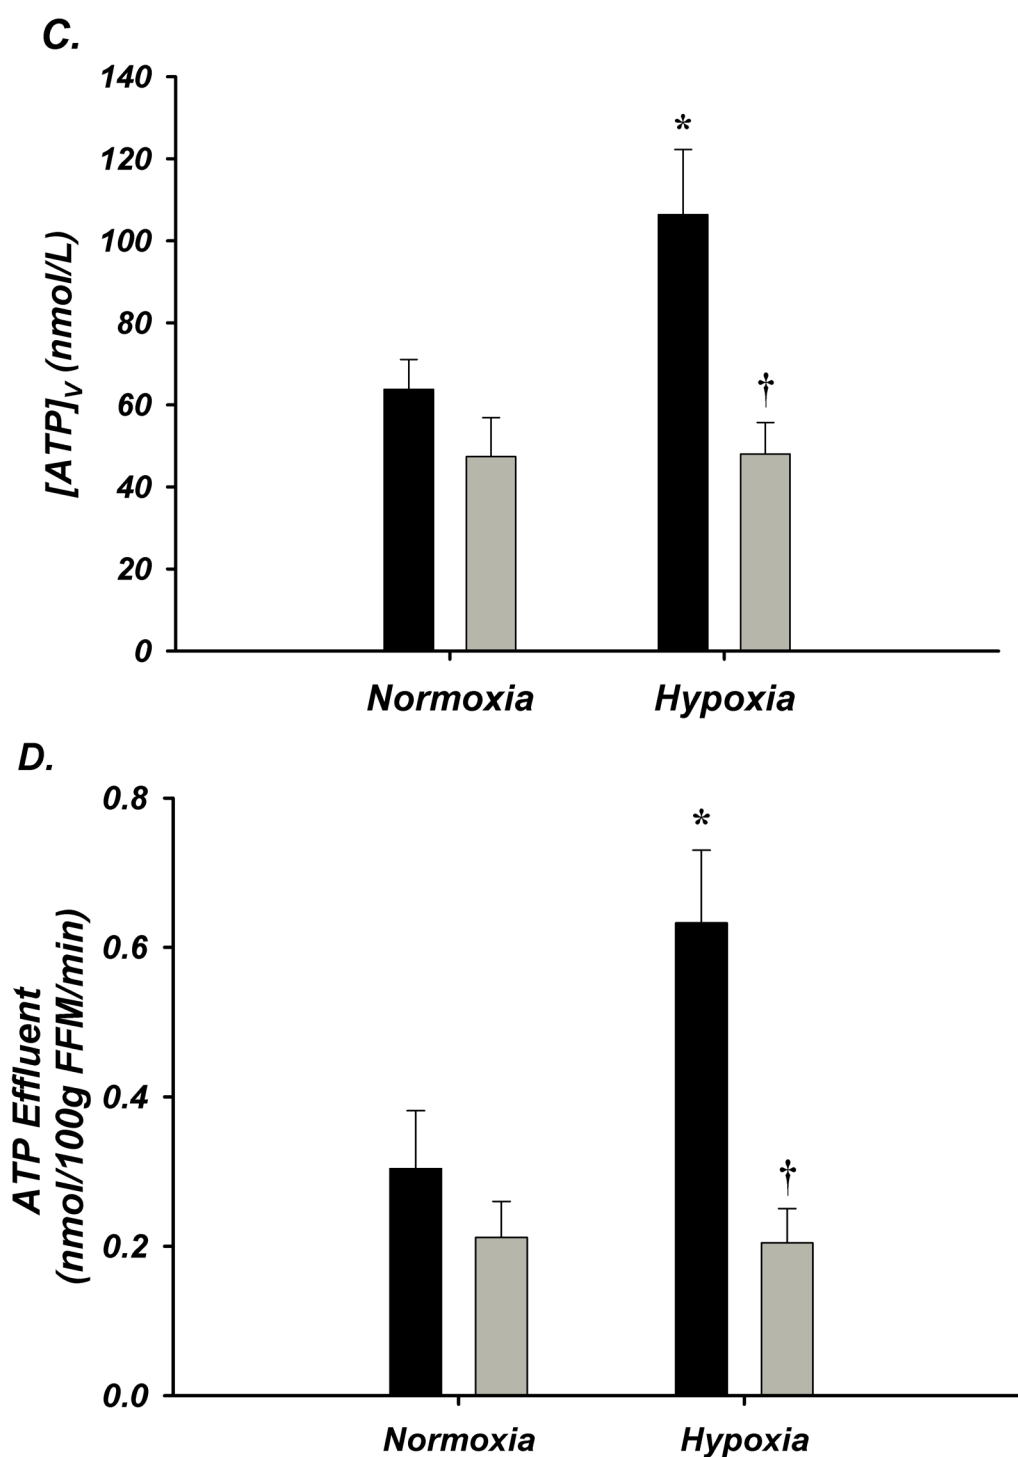 C.
140
120
100
80
60
40
20
0
[ATP]V (nmol/L)
*
†
Normoxia Hypoxia
D.
0.8
0.6
0.4
0.2
0.0
ATP Effluent
(nmol/100g FFM/min)
*
†
Normoxia Hypoxia